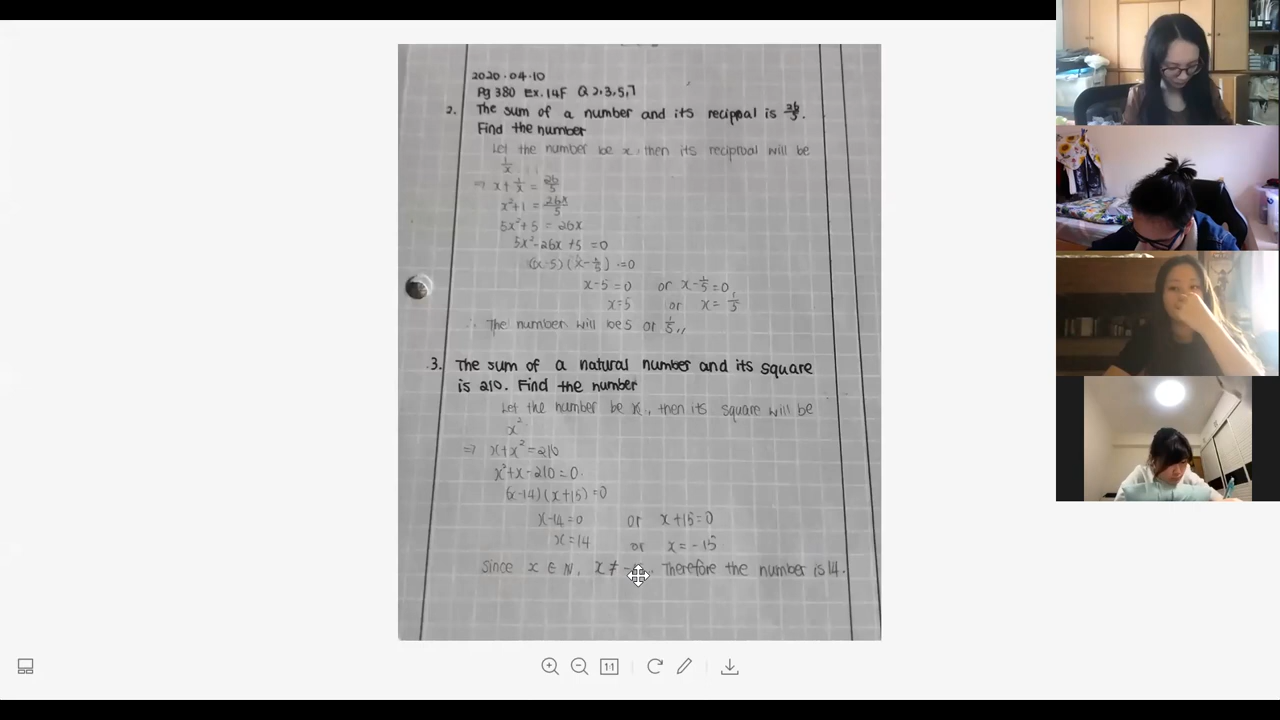 2020.04.10
Pg 380 Ex. 14F Q 2,3,5,7
2. The sum of a number and its recippal is 26/5.
Find the number
Let the number be x, then its reciproal will be
1/x
⇒ x + 1/x = 26/5
x²+1 = 26x/5
5x²+5 = 26x
5x²-26x+5 =0
(x-5)(x-1/5) =0
x-5=0 or x-1/5=0
x=5 or x=1/5
∴ The number will be 5 or 1/5 //
3. The sum of a natural number and its square
is 210. Find the number
Let the number be x, then its square will be
x²
⇒ x+x²=210
x²+x-210=0
(x-14)(x+15)=0
x-14=0 or x+15=0
x=14 or x=-15
Since x ∈ N, x ≠ Therefore the number is 14.
1:1